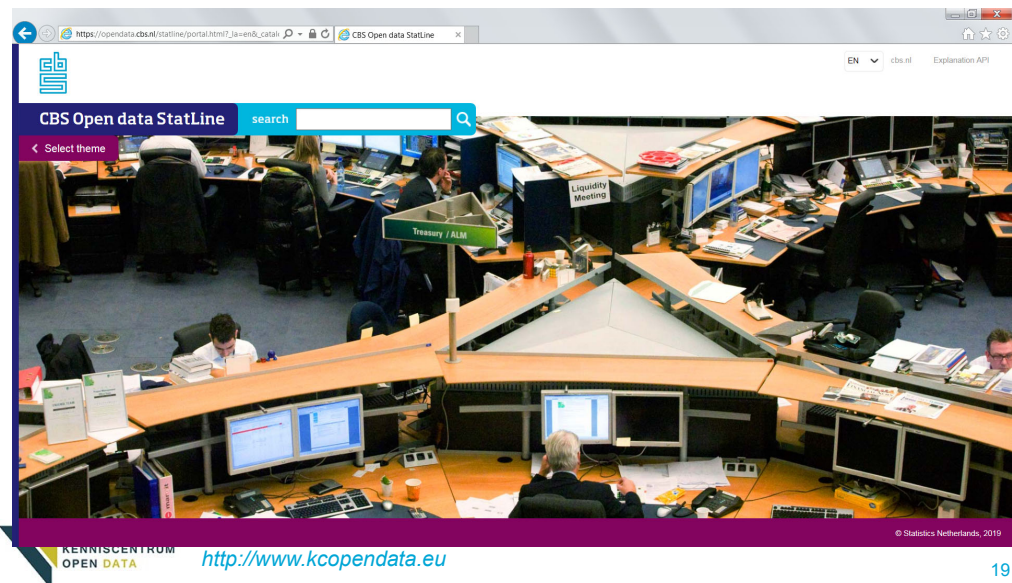 https://opendata.cbs.nl/statline/portal.html?_la=en&_catal
CBS Open data StatLine
EN
cbs.nl
Explanation API
CBS Open data StatLine
search
Select theme
Liquidity
Meeting
Treasury / ALM
© Statistics Netherlands, 2019
KENNISCENTRUM
OPEN DATA
http://www.kcopendata.eu
19